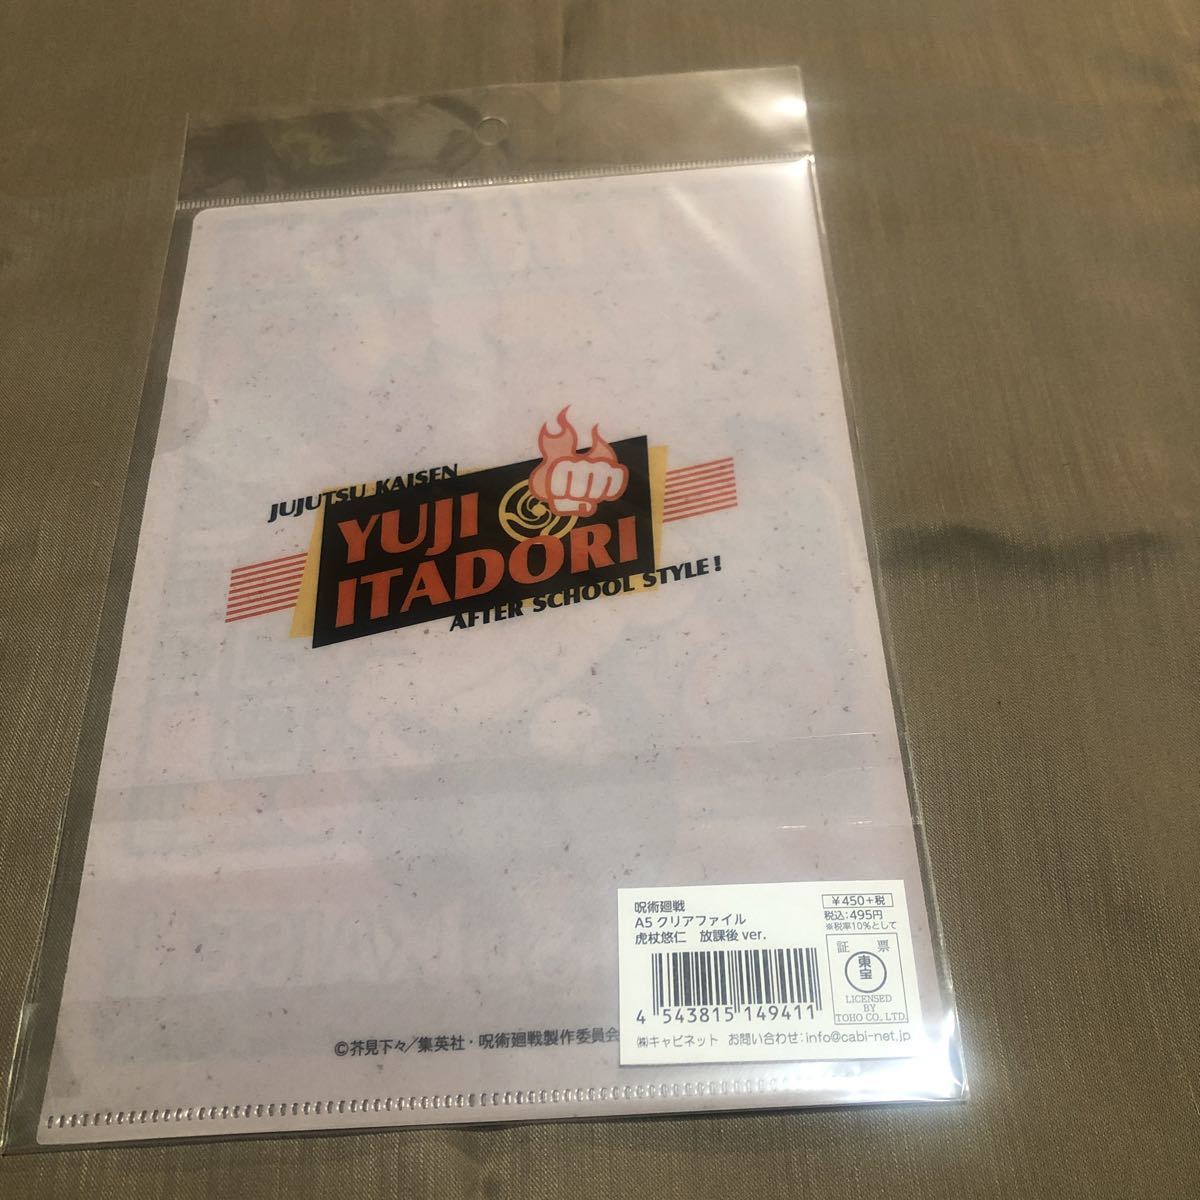 JUJUTSU KAISEN
YUJI
ITADORI
AFTER SCHOOL STYLE!
呪術廻戦
A5 クリアファイル
虎杖悠仁 放課後 ver.
￥450+税
税込:495円
※税率10%として
証 票
東宝
LICENSED
BY
TOHO CO.,LTD.
4 543815 149411
㈱キャビネット お問い合わせ:info@cabi-net.jp
©芥見下々/集英社・呪術廻戦製作委員会